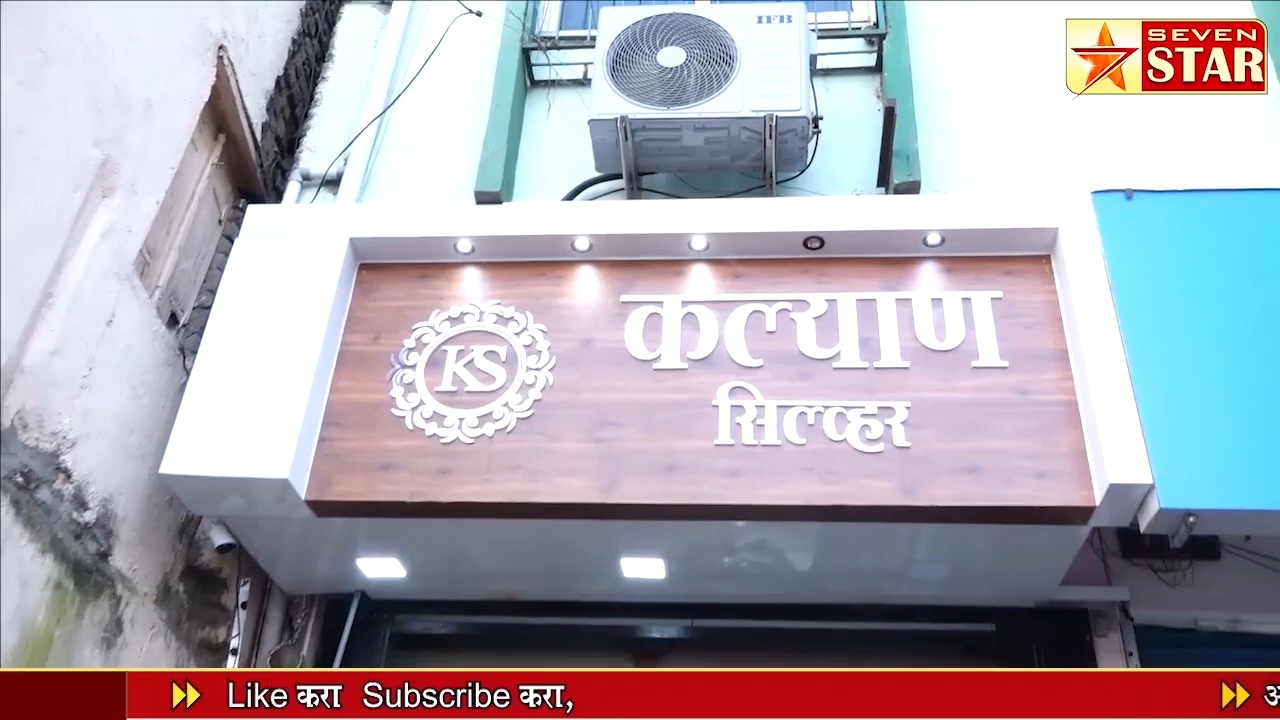 IFB
SEVEN
STAR
कल्याण
KS
सिल्व्हर
Like करा Subscribe करा,